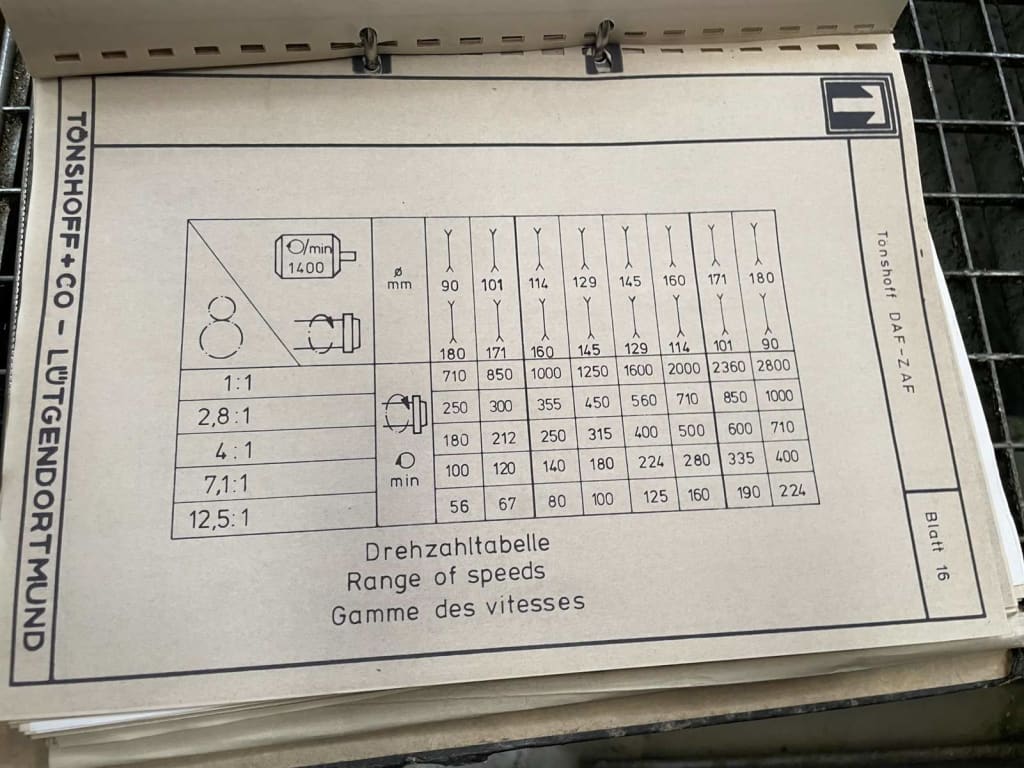 TÖNSHOFF + CO - LÜTGENDORTMUND
/min
1400
ø
mm
90 101 114 129 145 160 171 180
180 171 160 145 129 114 101 90
1:1 710 850 1000 1250 1600 2000 2360 2800
2,8:1 250 300 355 450 560 710 850 1000
4:1 180 212 250 315 400 500 600 710
7,1:1 100 120 140 180 224 280 335 400
12,5:1 56 67 80 100 125 160 190 224
min
Drehzahltabelle
Range of speeds
Gamme des vitesses
Tönshoff DAF-ZAF
Blatt 16